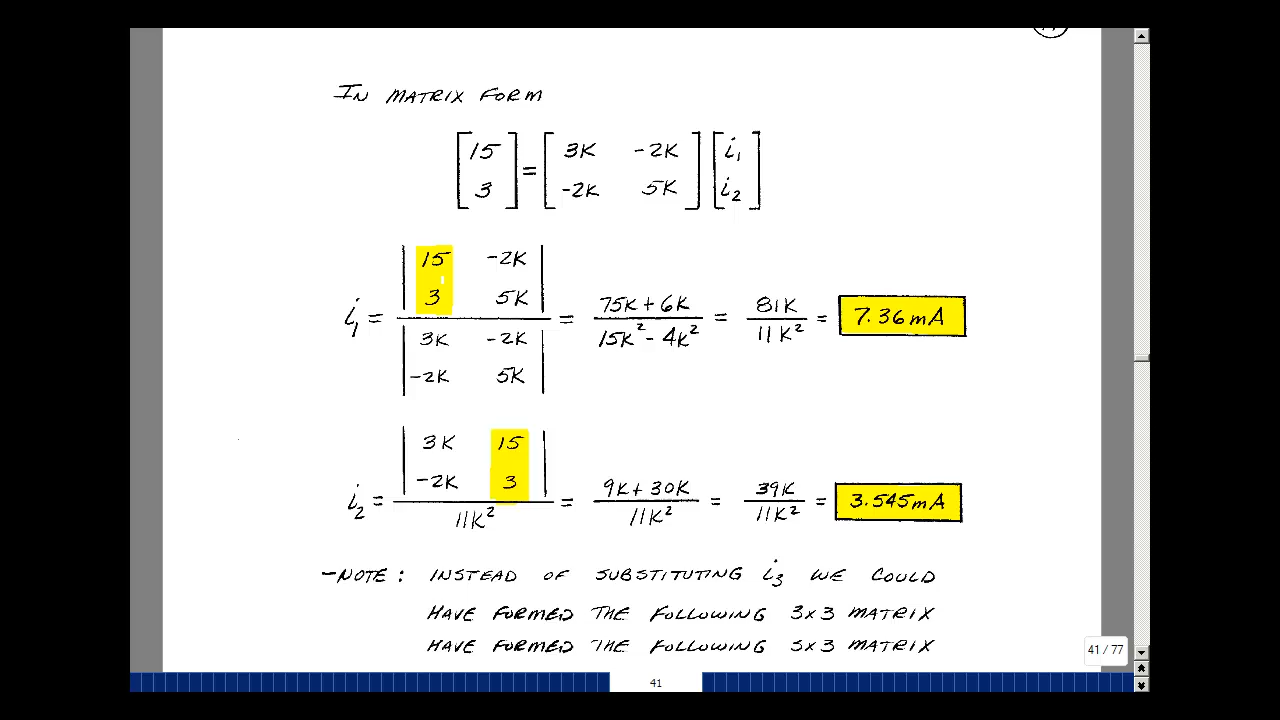 IN MATRIX FORM
[15 3] = [3K -2K -2K 5K] [i1 i2]
i1 = |15 -2K 3 5K| / |3K -2K -2K 5K| = 75K + 6K / 15K² - 4K² = 81K / 11K² = 7.36mA
i2 = |3K 15 -2K 3| / 11K² = 9K + 30K / 11K² = 39K / 11K² = 3.545mA
-NOTE: INSTEAD OF SUBSTITUTING i3 WE COULD
HAVE FORMED THE FOLLOWING 3x3 MATRIX
HAVE FORMED THE FOLLOWING 3x3 MATRIX
41 / 77
41